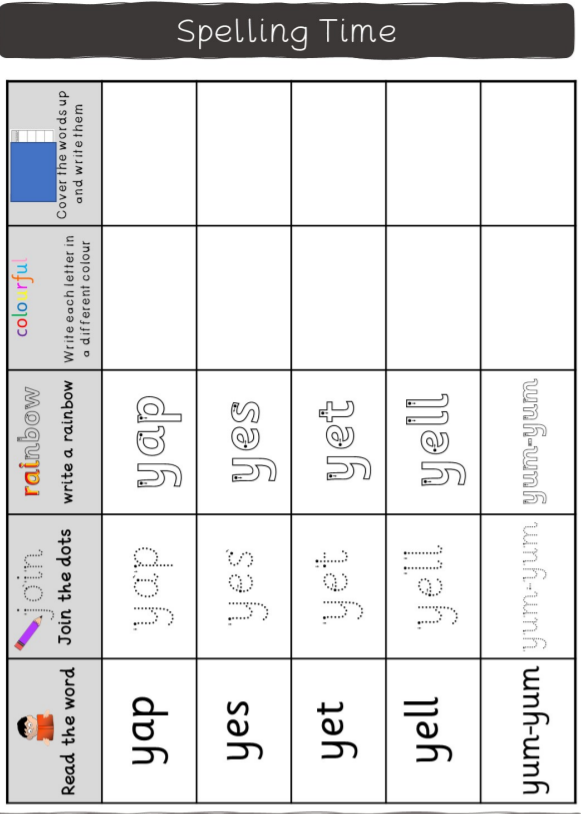 Spelling Time
Read the word
join
Join the dots
rainbow
write a rainbow
colourful
Write each letter in
a different colour
Cover the words up
and write them
yap
yap
yap
yes
yes
yes
yet
yet
yet
yell
yell
yell
yum-yum
yum-yum
yum-yum